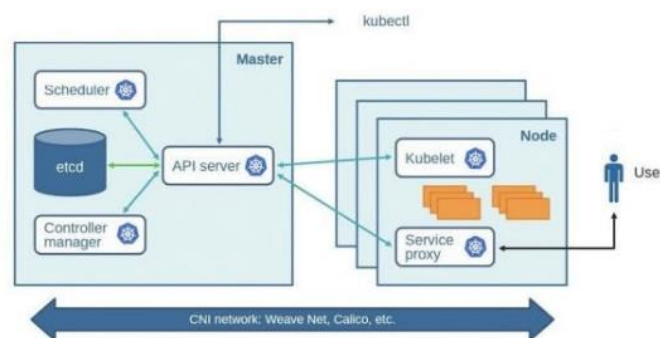 kubectl
Master
Scheduler
etcd
API server
Controller
manager
Node
Kubelet
Service
proxy
Use
CNI network: Weave Net, Calico, etc.